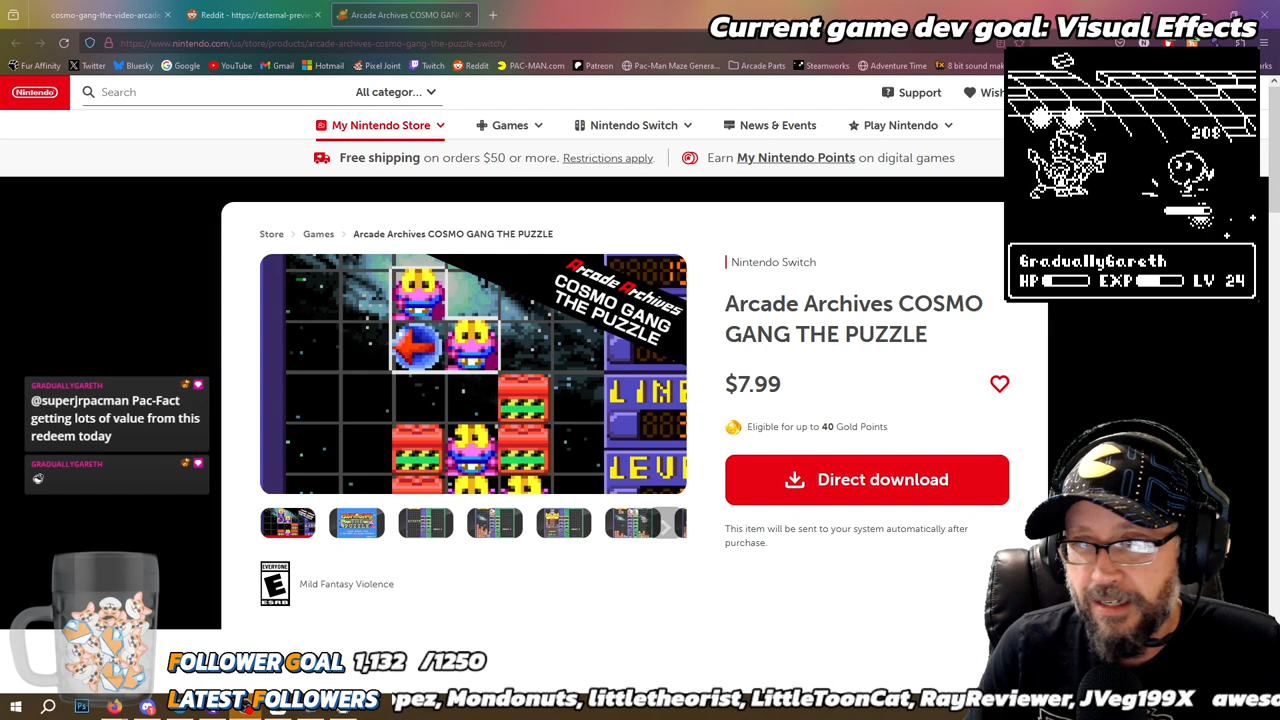 cosmo-gang-the-video-arcade
Reddit - https://external-previe
Arcade Archives COSMO GANG
Current game dev goal: Visual Effects
https://www.nintendo.com/us/store/products/arcade-archives-cosmo-gang-the-puzzle-switch/
Fur Affinity Twitter Bluesky Google YouTube Gmail Hotmail Pixel Joint Twitch Reddit PAC-MAN.com Patreon Pac-Man Maze Genera... Arcade Parts Steamworks Adventure Time 8 bit sound mak
Nintendo Search All categor... Support Wish
My Nintendo Store Games Nintendo Switch News & Events Play Nintendo
Free shipping on orders $50 or more. Restrictions apply. Earn My Nintendo Points on digital games
208
GraduallyGareth
HP EXP LV 24
Store Games Arcade Archives COSMO GANG THE PUZZLE
Arcade Archives
COSMO GANG
THE PUZZLE
LINE
LEVE
Nintendo Switch
Arcade Archives COSMO
GANG THE PUZZLE
$7.99
Eligible for up to 40 Gold Points
Direct download
This item will be sent to your system automatically after
purchase.
GRADUALLYGARETH
@superjrpacman Pac-Fact
getting lots of value from this
redeem today
GRADUALLYGARETH
EVERYONE
E
ESRB
Mild Fantasy Violence
FOLLOWER GOAL 1,132 /1250
LATEST FOLLOWERS pez, Mondonuts, littletheorist, LittleToonCat, RayReviewer, JVeg199X aweso